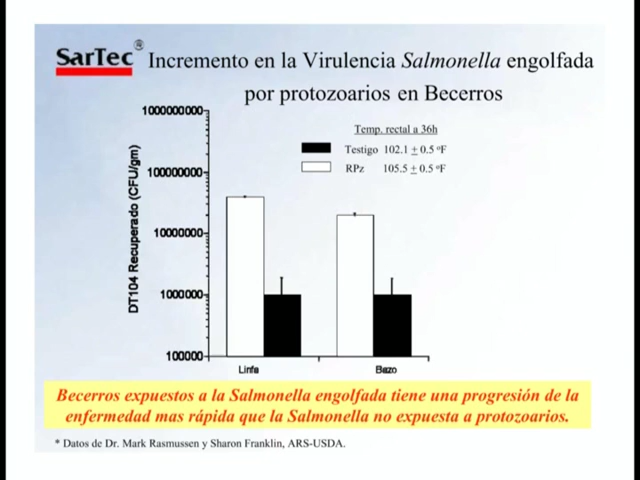 SarTec®
Incremento en la Virulencia Salmonella engolfada
por protozoarios en Becerros
Temp. rectal a 36h
Testigo 102.1 ± 0.5 ºF
RPz 105.5 ± 0.5 ºF
DT104 Recuperado (CFU/gm)
1000000000
100000000
10000000
1000000
100000
Linfa
Bazo
Becerros expuestos a la Salmonella engolfada tiene una progresión de la
enfermedad mas rápida que la Salmonella no expuesta a protozoarios.
* Datos de Dr. Mark Rasmussen y Sharon Franklin, ARS-USDA.